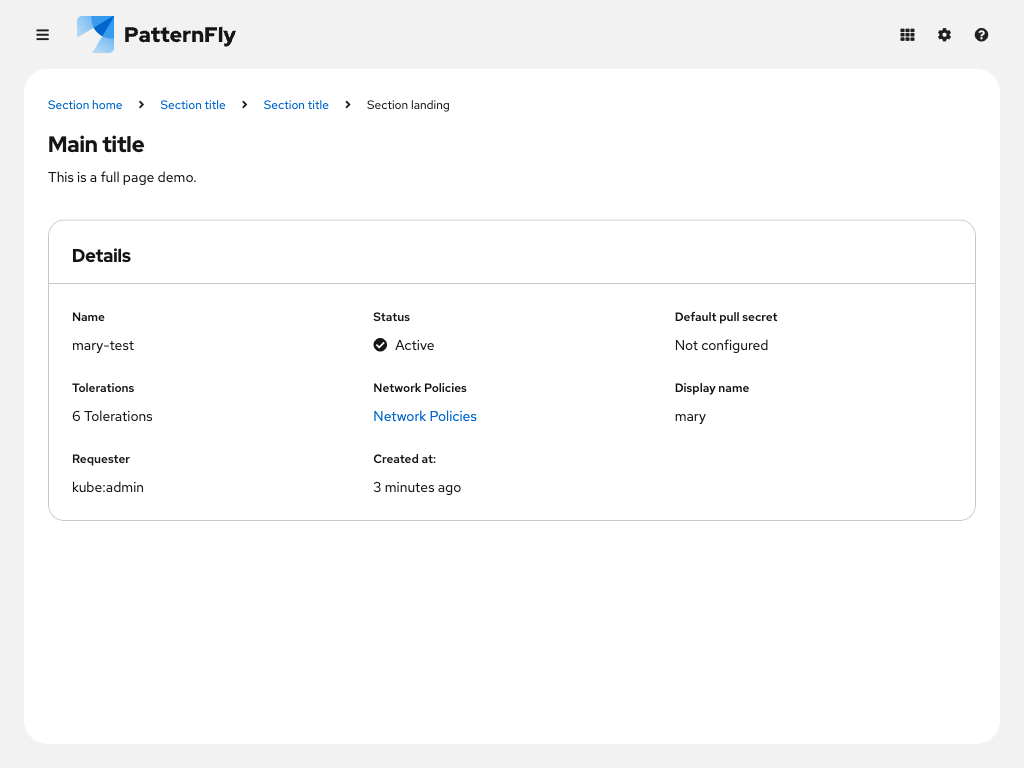 PatternFly
Section home
Section title
Section title
Section landing
Main title
This is a full page demo.
Details
Name
mary-test
Status
Active
Default pull secret
Not configured
Tolerations
6 Tolerations
Network Policies
Network Policies
Display name
mary
Requester
kube:admin
Created at:
3 minutes ago